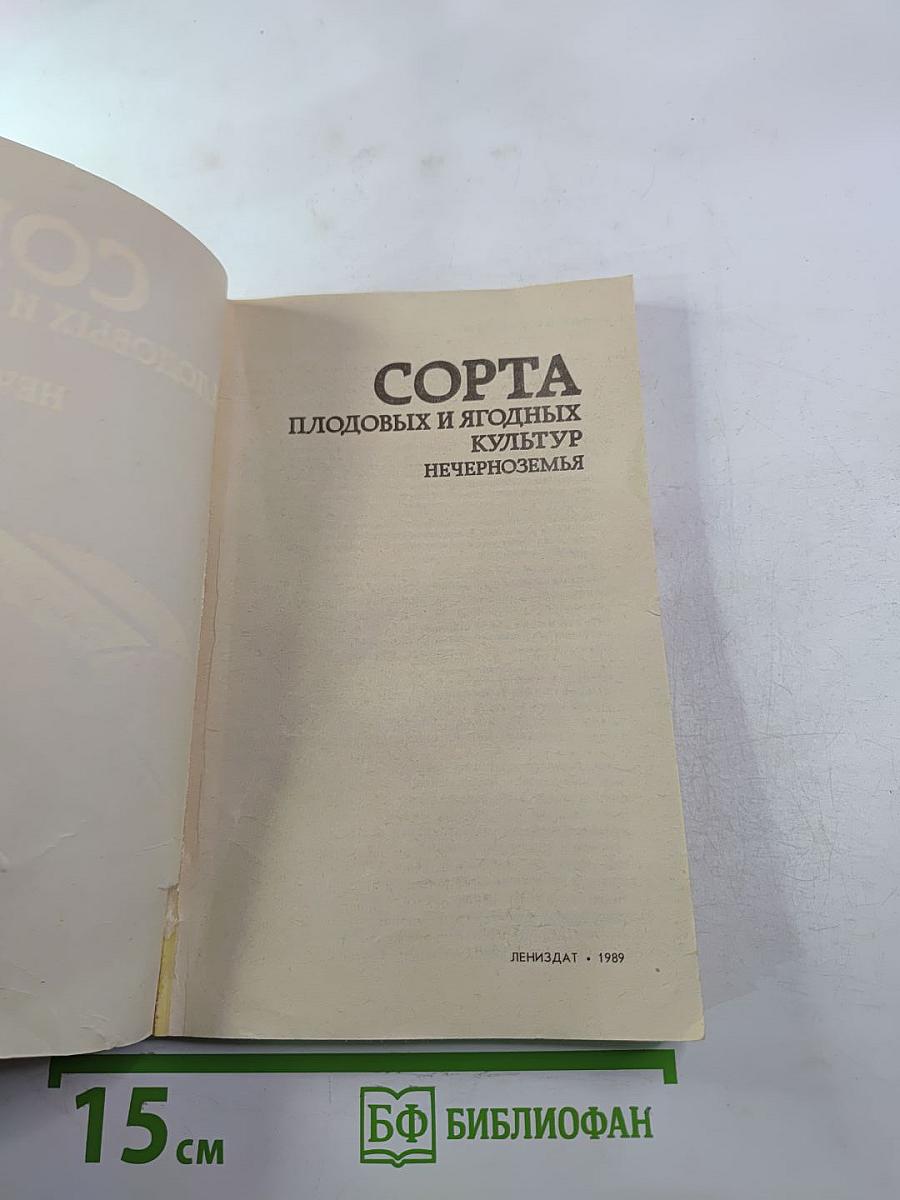 СОРТА
ПЛОДОВЫХ И ЯГОДНЫХ
КУЛЬТУР
НЕЧЕРНОЗЕМЬЯ
ЛЕНИЗДАТ • 1989
15 см
БФ БИБЛИОФАН